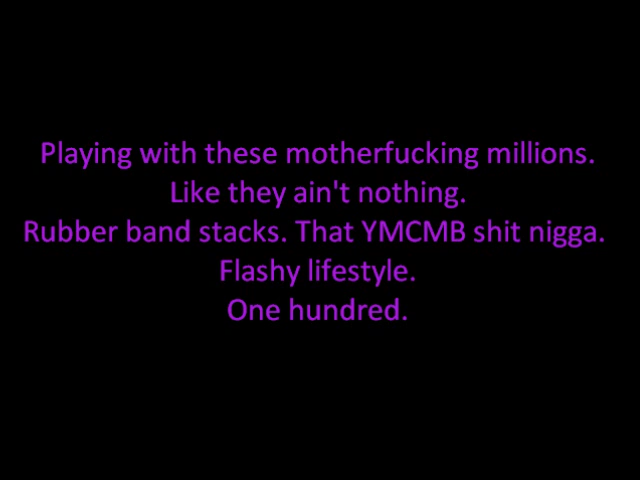 Playing with these motherfucking millions.
Like they ain't nothing.
Rubber band stacks. That YMCMB shit nigga.
Flashy lifestyle.
One hundred.